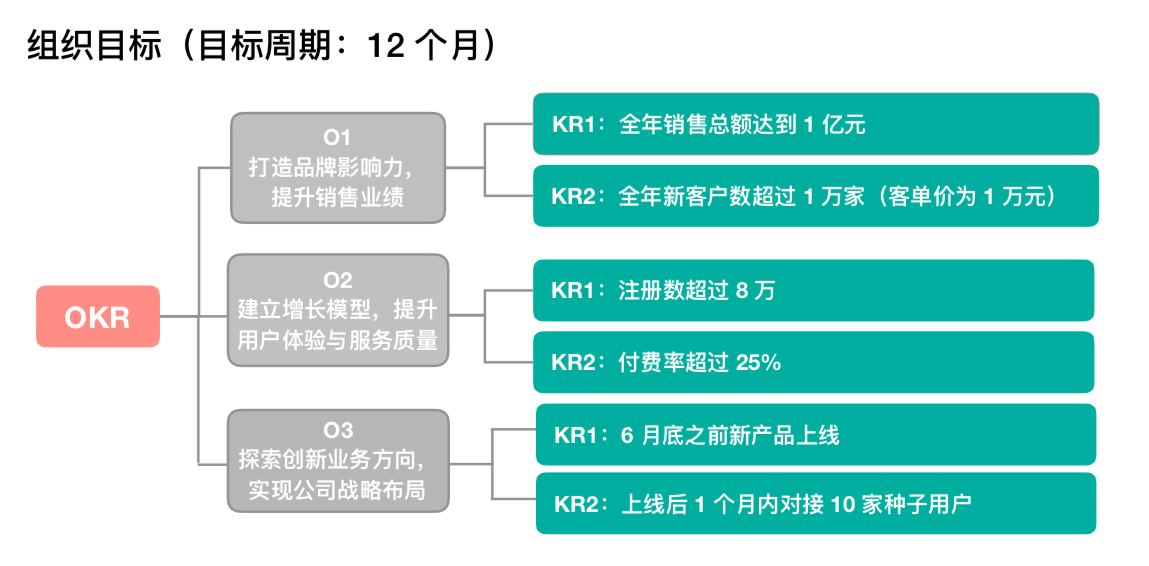 组织目标（目标周期：12 个月）
OKR
O1
打造品牌影响力，
提升销售业绩
KR1：全年销售总额达到 1 亿元
KR2：全年新客户数超过 1 万家（客单价为 1 万元）
O2
建立增长模型，提升
用户体验与服务质量
KR1：注册数超过 8 万
KR2：付费率超过 25%
O3
探索创新业务方向，
实现公司战略布局
KR1：6 月底之前新产品上线
KR2：上线后 1 个月内对接 10 家种子用户